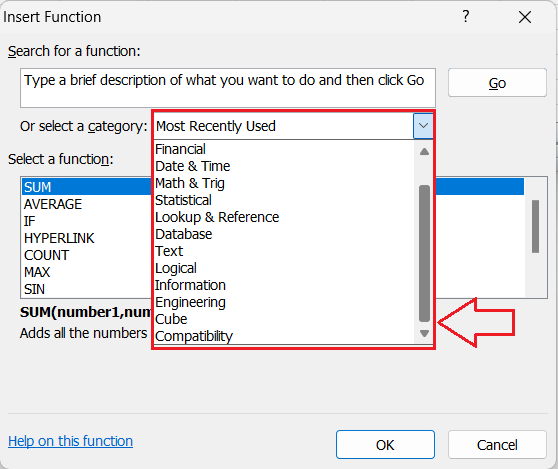 Insert Function
?
Search for a function:
Type a brief description of what you want to do and then click Go
Go
Or select a category: Most Recently Used
Financial
Date & Time
Math & Trig
Statistical
Lookup & Reference
Database
Text
Logical
Information
Engineering
Cube
Compatibility
Select a function:
SUM
AVERAGE
IF
HYPERLINK
COUNT
MAX
SIN
SUM(number1,num
Adds all the numbers
Help on this function
OK
Cancel